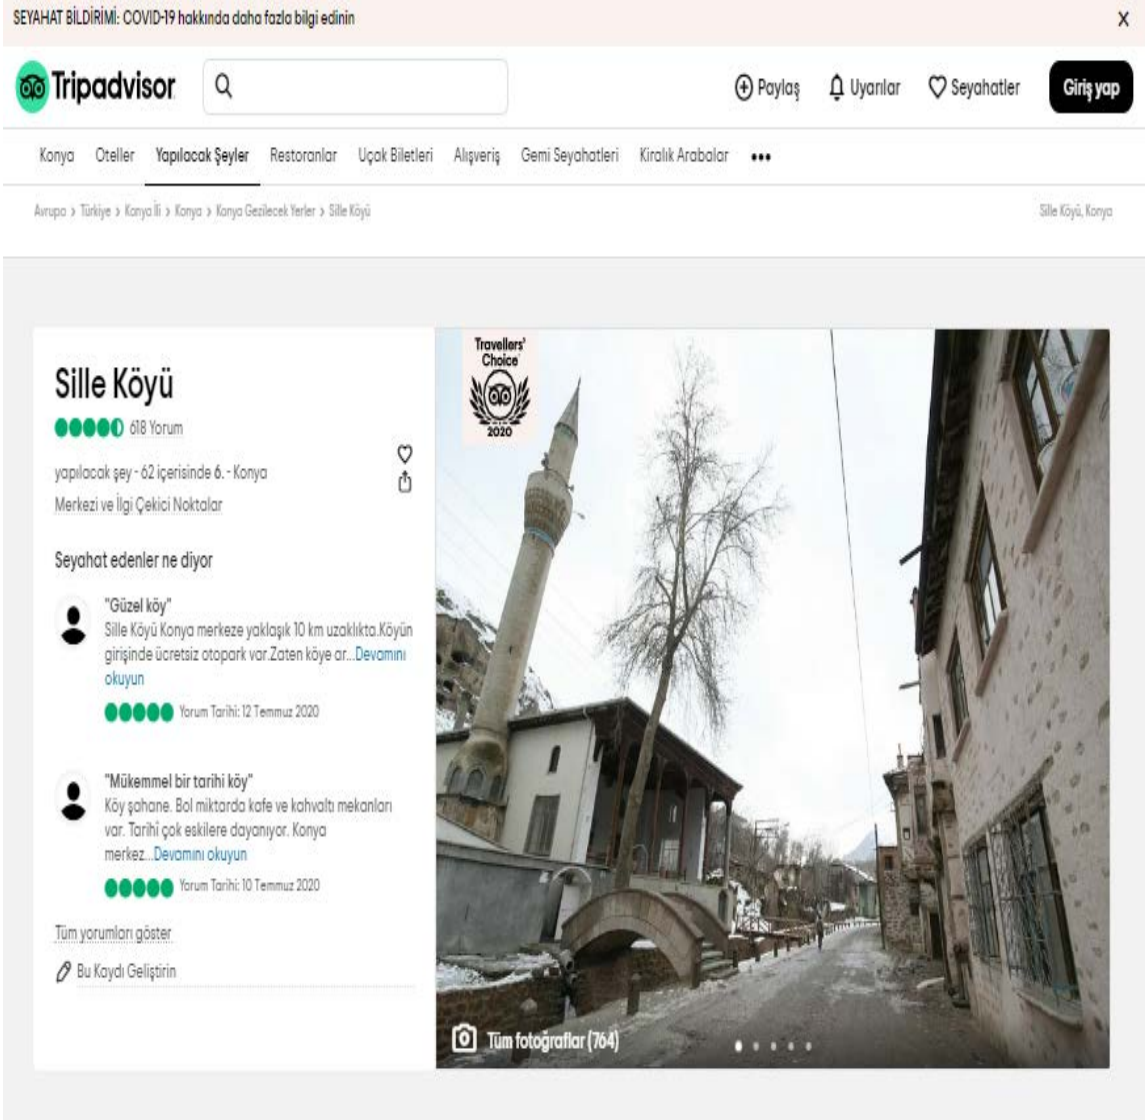 SEYAHAT BİLDİRİMİ: COVID-19 hakkında daha fazla bilgi edinin X
Tripadvisor Paylaş Uyarılar Seyahatler Giriş yap
Konya Oteller Yapılacak Şeyler Restoranlar Uçak Biletleri Alışveriş Gemi Seyahatleri Kiralık Arabalar •••
Avrupa > Türkiye > Konya İli > Konya > Konya Gezilecek Yerler > Sille Köyü Sille Köyü, Konya
Sille Köyü
618 Yorum
yapılacak şey - 62 içerisinde 6. - Konya
Merkezi ve İlgi Çekici Noktalar
Seyahat edenler ne diyor
"Güzel köy"
Sille Köyü Konya merkeze yaklaşık 10 km uzaklıkta.Köyün
girişinde ücretsiz otopark var.Zaten köye ar...Devamını
okuyun
Yorum Tarihi: 12 Temmuz 2020
"Mükemmel bir tarihi köy"
Köy şahane. Bol miktarda kafe ve kahvaltı mekanları
var. Tarihi çok eskilere dayanıyor. Konya
merkez...Devamını okuyun
Yorum Tarihi: 10 Temmuz 2020
Tüm yorumları göster
Bu Kaydı Geliştirin
Travellers'
Choice
2020
Tüm fotoğraflar (764)